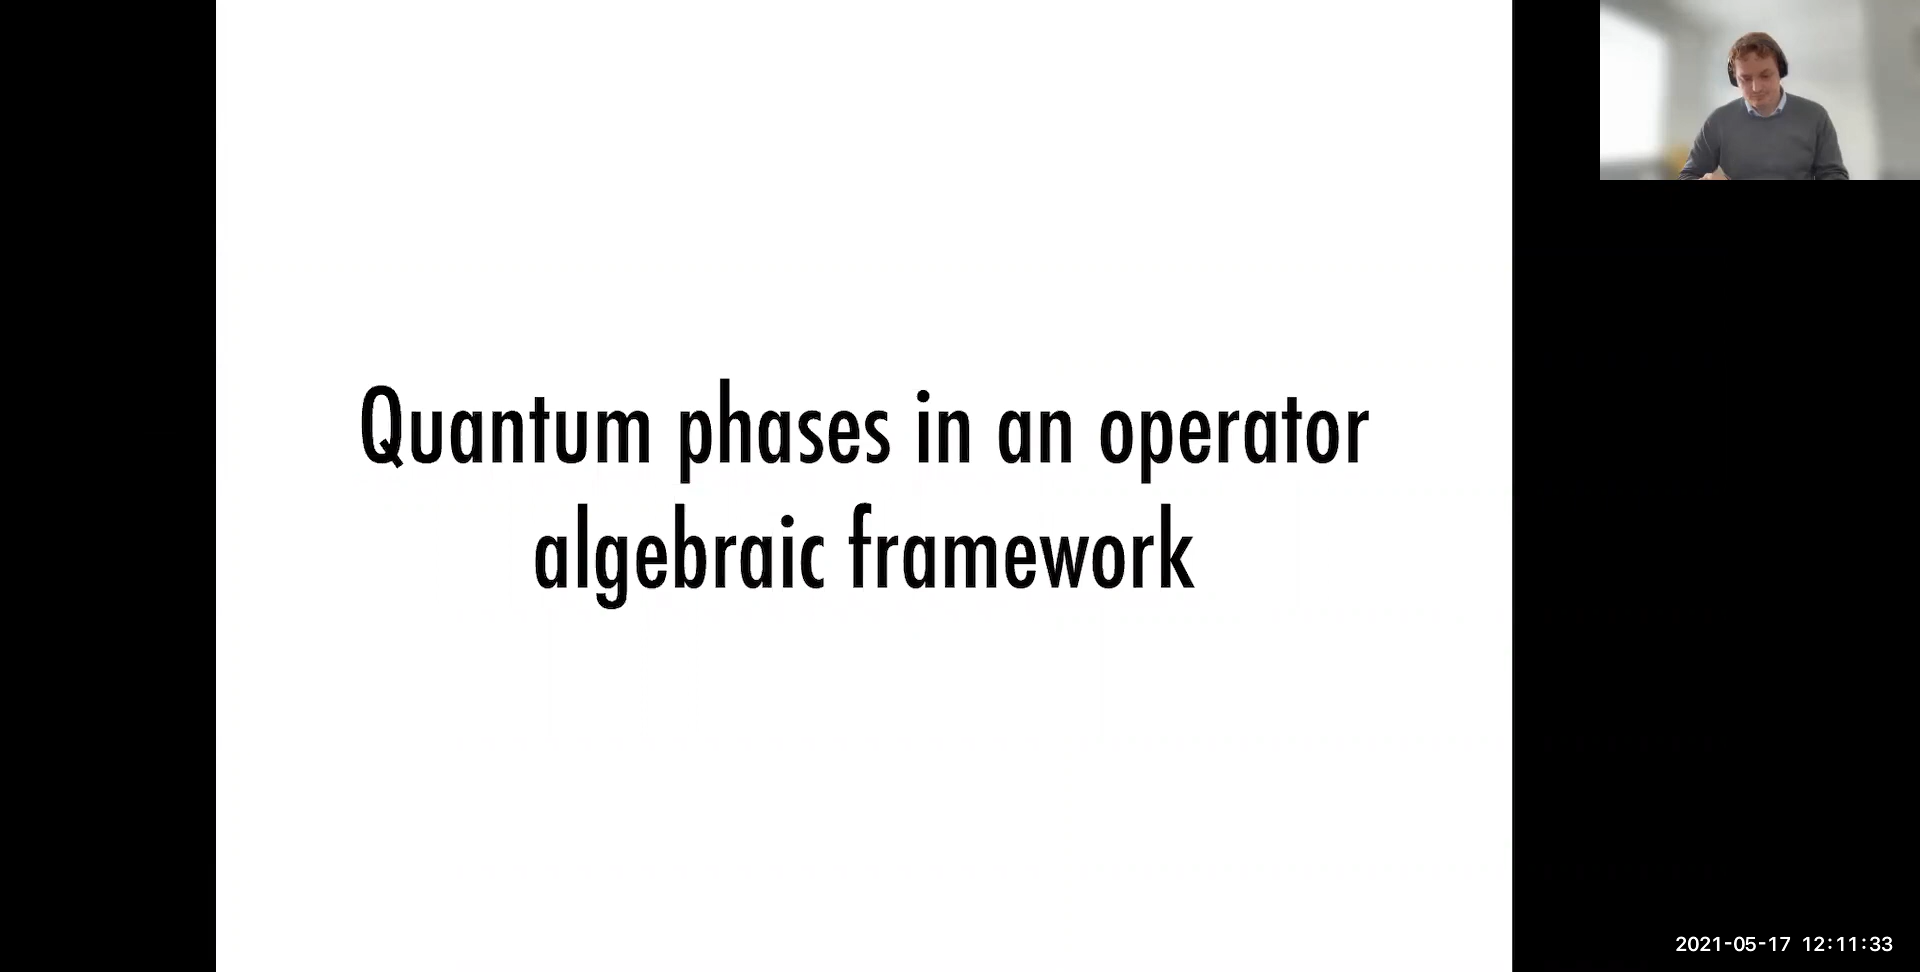 Quantum phases in an operator
algebraic framework
2021-05-17 12:11:33